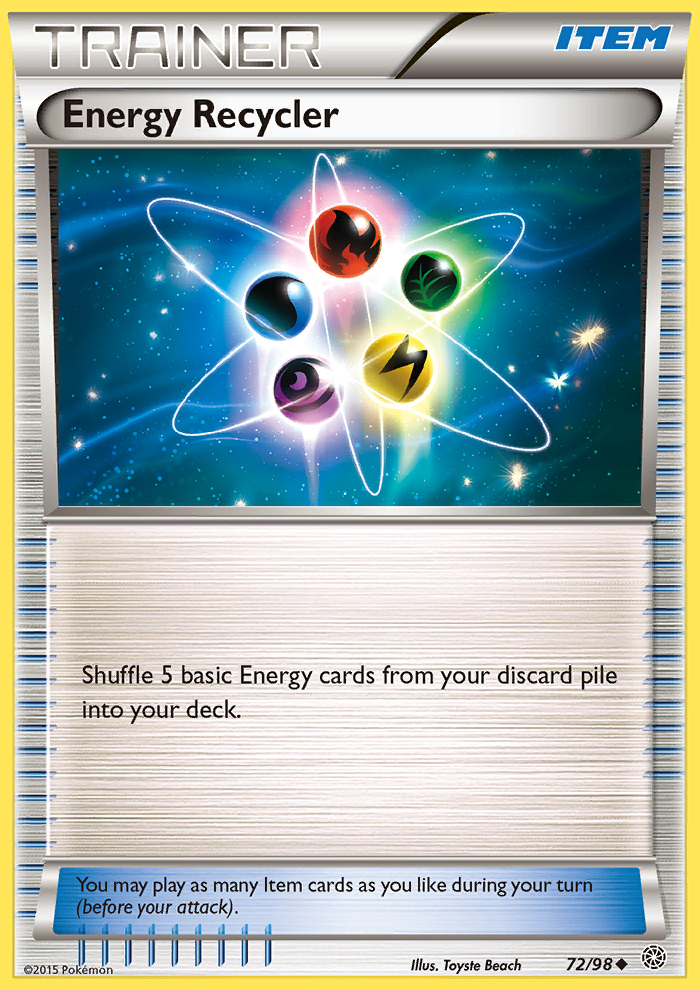 TRAINER
ITEM
Energy Recycler
Shuffle 5 basic Energy cards from your discard pile
into your deck.
You may play as many Item cards as you like during your turn
(before your attack).
©2015 Pokémon
Illus. Toyste Beach
72/98